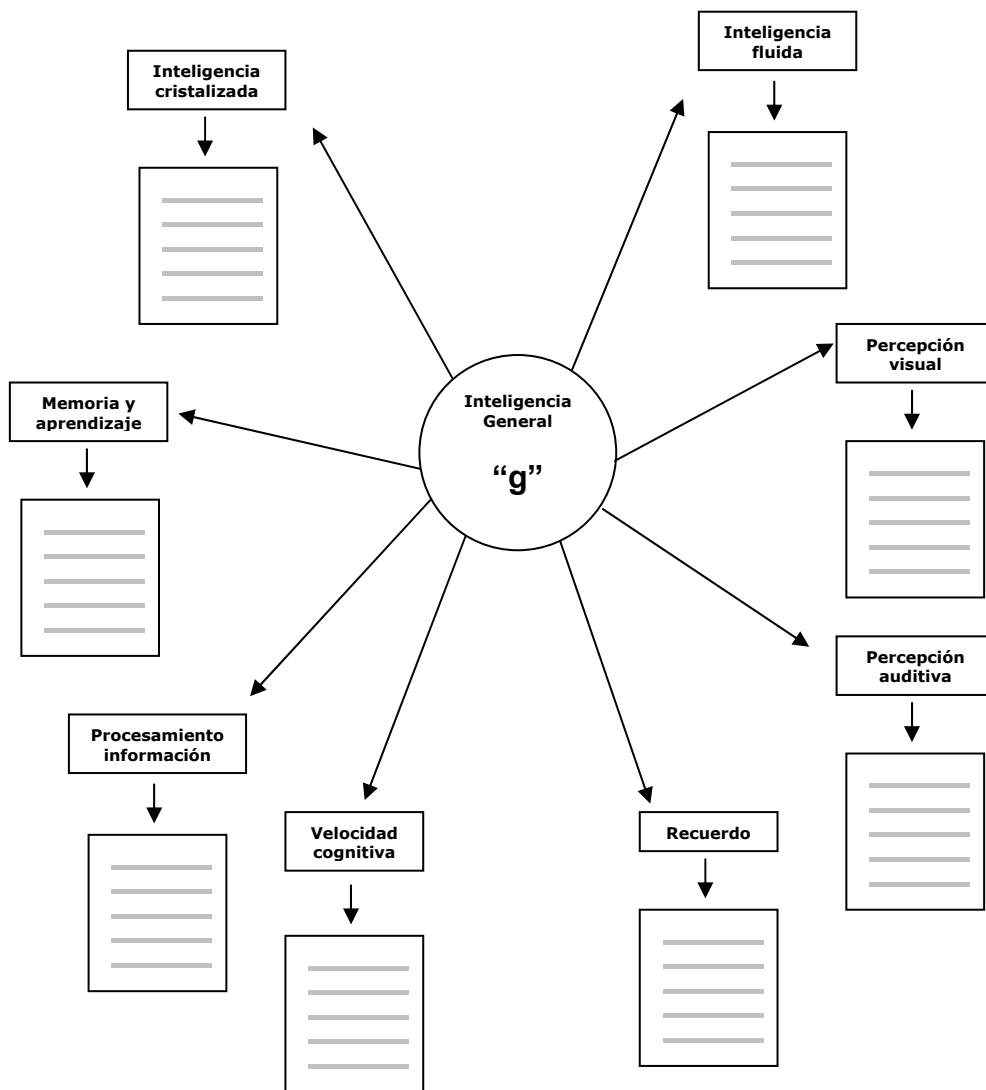 Inteligencia
fluida
Inteligencia
cristalizada
Percepción
visual
Inteligencia
General
“g”
Memoria y
aprendizaje
Percepción
auditiva
Procesamiento
información
Velocidad
cognitiva
Recuerdo